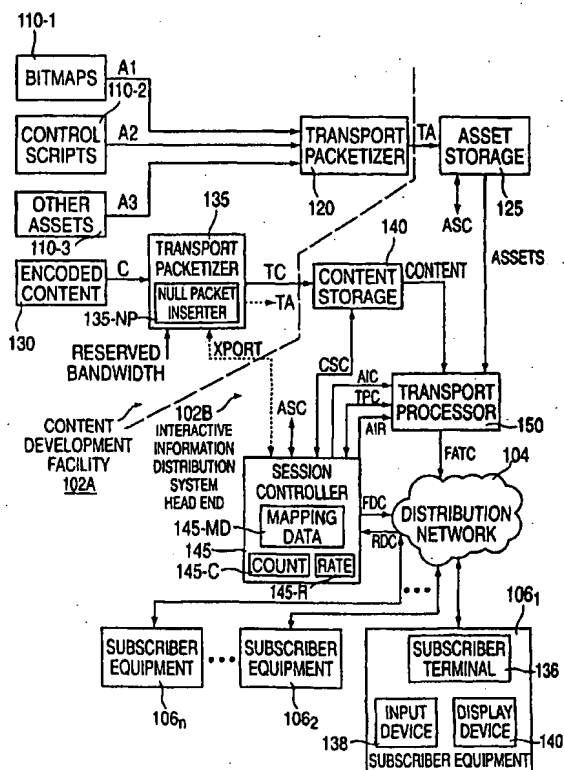 110-1
BITMAPS
A1
110-2
CONTROL
SCRIPTS
A2
TRANSPORT
PACKETIZER
120
TA
ASSET
STORAGE
125
ASC
ASSETS
OTHER
ASSETS
110-3
A3
ENCODED
CONTENT
130
C
135
TRANSPORT
PACKETIZER
NULL PACKET
INSERTER
135-NP
TC
TA
140
CONTENT
STORAGE
CONTENT
RESERVED
BANDWIDTH
XPORT
CSC
AIC
TPC
AIR
TRANSPORT
PROCESSOR
150
FATC
CONTENT
DEVELOPMENT
FACILITY
102A
102B
INTERACTIVE
INFORMATION
DISTRIBUTION
SYSTEM
HEAD END
ASC
SESSION
CONTROLLER
MAPPING
DATA
145-MD
145
145-C
COUNT
RATE
145-R
FDC
RDC
104
DISTRIBUTION
NETWORK
SUBSCRIBER
EQUIPMENT
106n
SUBSCRIBER
EQUIPMENT
1062
1061
SUBSCRIBER
TERMINAL
136
INPUT
DEVICE
138
DISPLAY
DEVICE
140
SUBSCRIBER EQUIPMENT